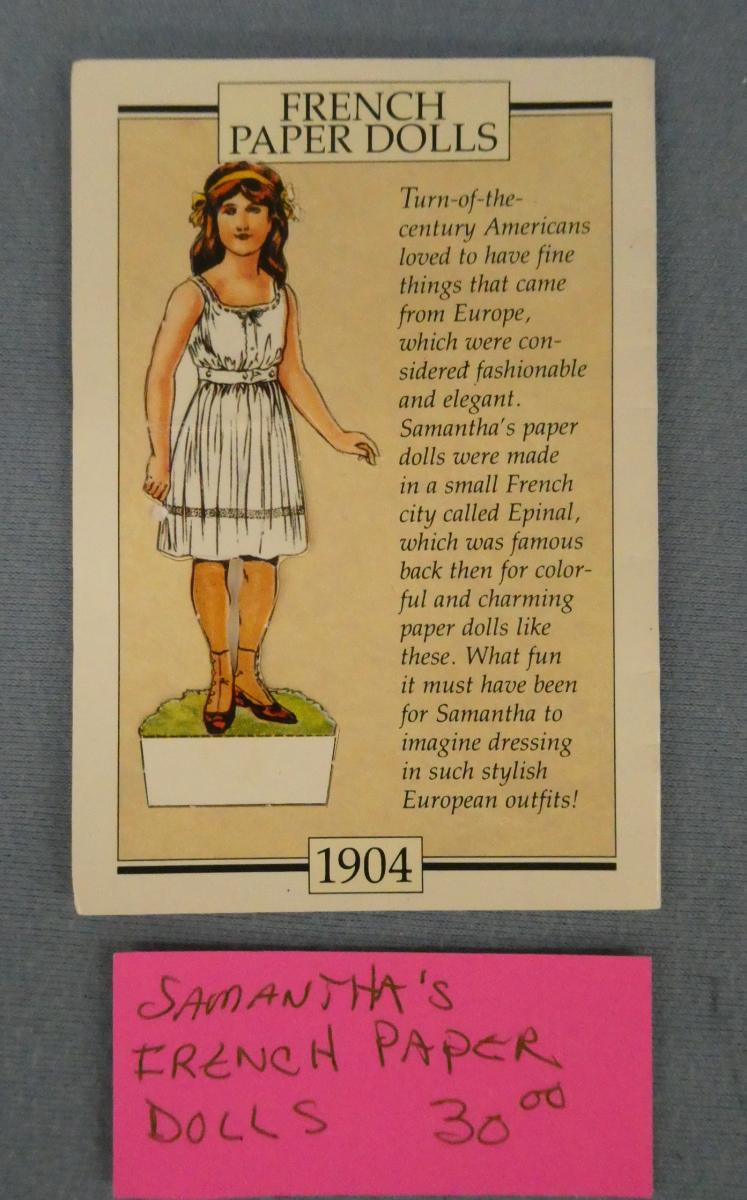 FRENCH
PAPER DOLLS
Turn-of-the-
century Americans
loved to have fine
things that came
from Europe,
which were con-
sidered fashionable
and elegant.
Samantha's paper
dolls were made
in a small French
city called Epinal,
which was famous
back then for color-
ful and charming
paper dolls like
these. What fun
it must have been
for Samantha to
imagine dressing
in such stylish
European outfits!
1904
SAMANTHA'S
FRENCH PAPER
DOLLS 30 00